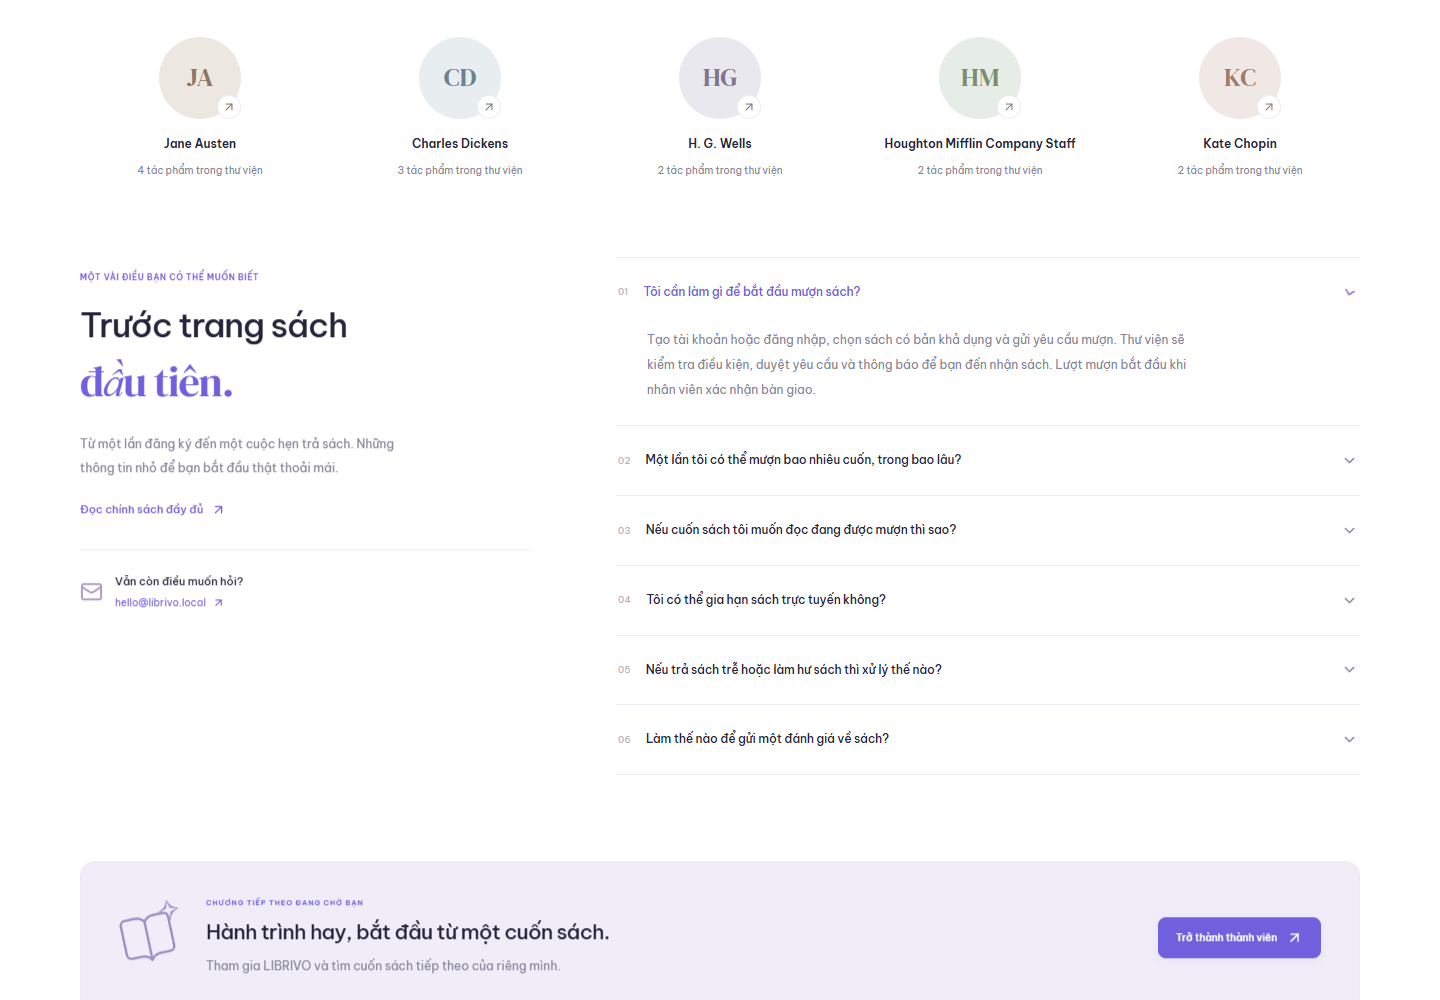 JA
CD
HG
HM
KC
Jane Austen
Charles Dickens
H. G. Wells
Houghton Mifflin Company Staff
Kate Chopin
4 tác phẩm trong thư viện
3 tác phẩm trong thư viện
2 tác phẩm trong thư viện
2 tác phẩm trong thư viện
2 tác phẩm trong thư viện
MỘT VÀI ĐIỀU BẠN CÓ THỂ MUỐN BIẾT
Trước trang sách
đầu tiên.
Từ một lần đăng ký đến một cuộc hẹn trả sách. Những
thông tin nhỏ để bạn bắt đầu thật thoải mái.
Đọc chính sách đầy đủ
Vẫn còn điều muốn hỏi?
hello@librivo.local
01 Tôi cần làm gì để bắt đầu mượn sách?
Tạo tài khoản hoặc đăng nhập, chọn sách có bản khả dụng và gửi yêu cầu mượn. Thư viện sẽ
kiểm tra điều kiện, duyệt yêu cầu và thông báo để bạn đến nhận sách. Lượt mượn bắt đầu khi
nhân viên xác nhận bàn giao.
02 Một lần tôi có thể mượn bao nhiêu cuốn, trong bao lâu?
03 Nếu cuốn sách tôi muốn đọc đang được mượn thì sao?
04 Tôi có thể gia hạn sách trực tuyến không?
05 Nếu trả sách trễ hoặc làm hư sách thì xử lý thế nào?
06 Làm thế nào để gửi một đánh giá về sách?
CHƯƠNG TIẾP THEO ĐANG CHỜ BẠN
Hành trình hay, bắt đầu từ một cuốn sách.
Tham gia LIBRIVO và tìm cuốn sách tiếp theo của riêng mình.
Trở thành thành viên